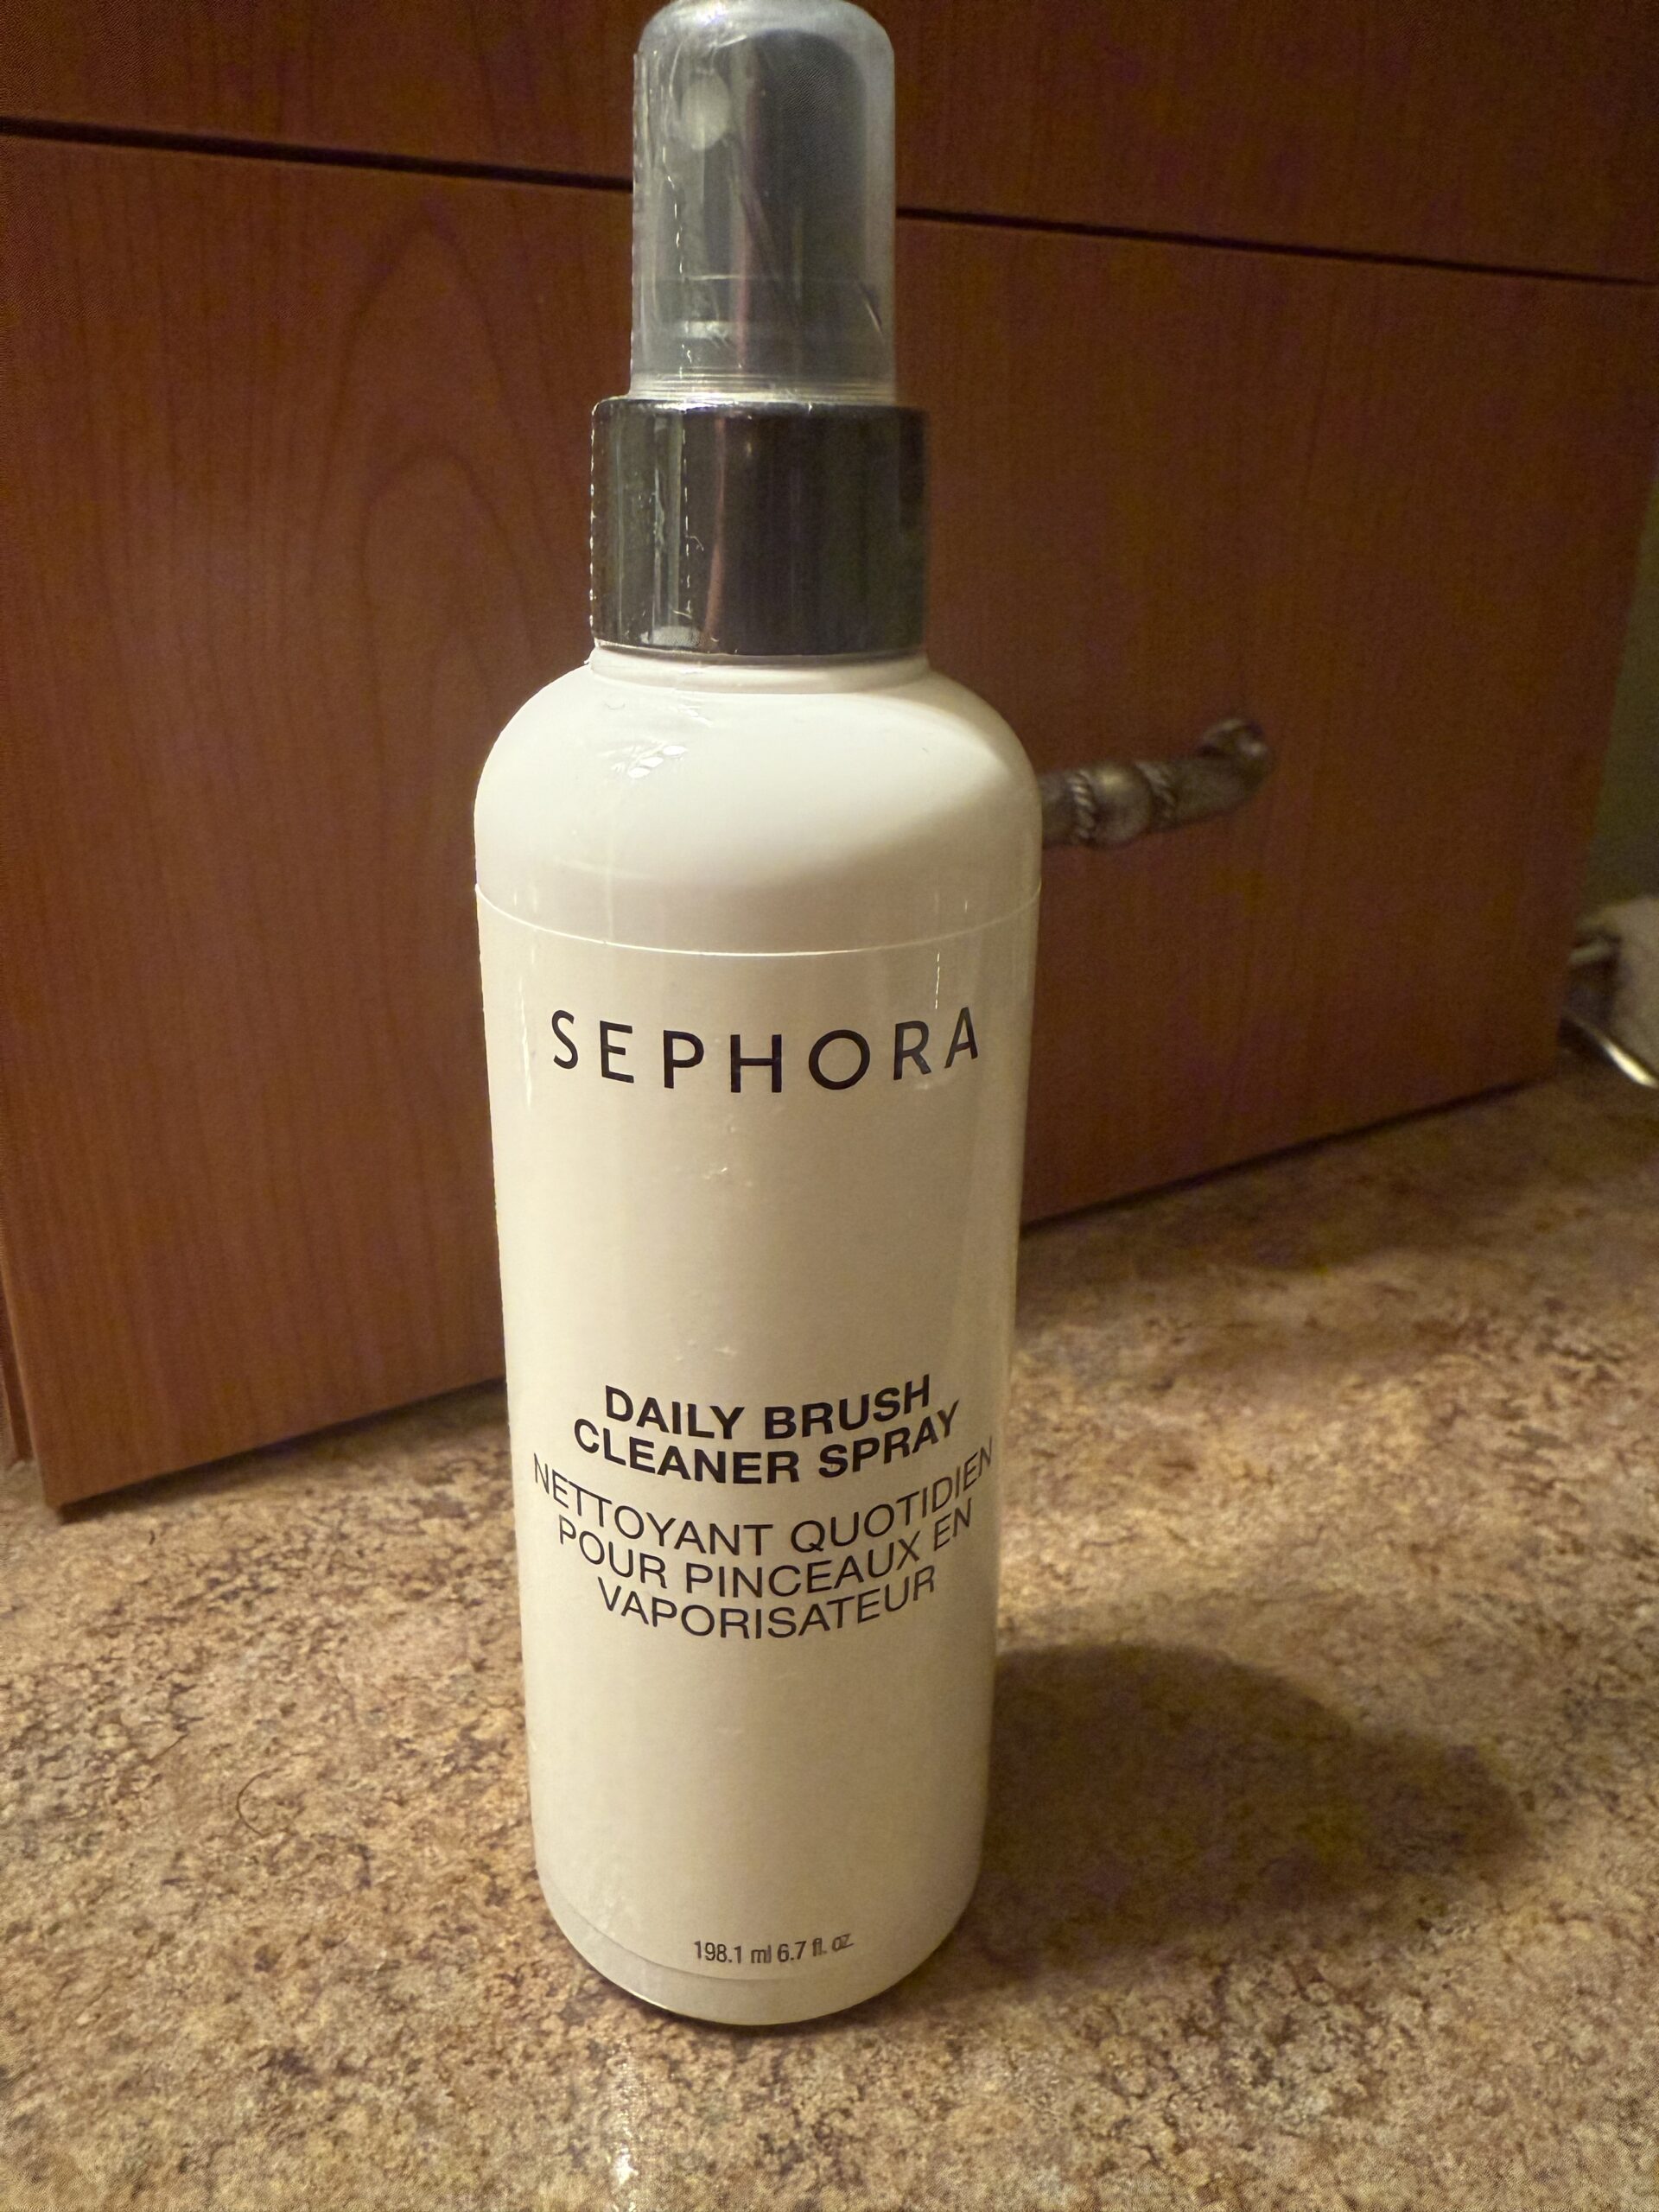 SEPHORA
DAILY BRUSH
CLEANER SPRAY
NETTOYANT QUOTIDIEN
POUR PINCEAUX EN
VAPORISATEUR
198.1 ml 6.7 fl. oz.